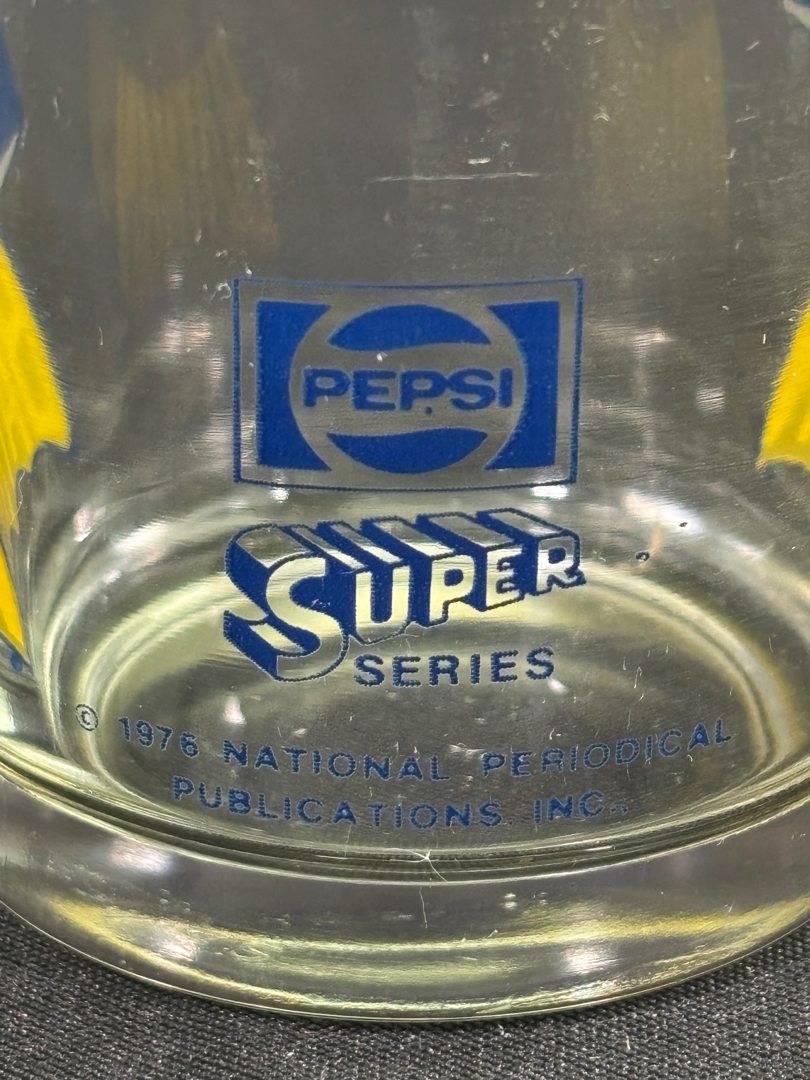 PEPSI
SUPER
SERIES
© 1976 NATIONAL PERIODICAL
PUBLICATIONS, INC.